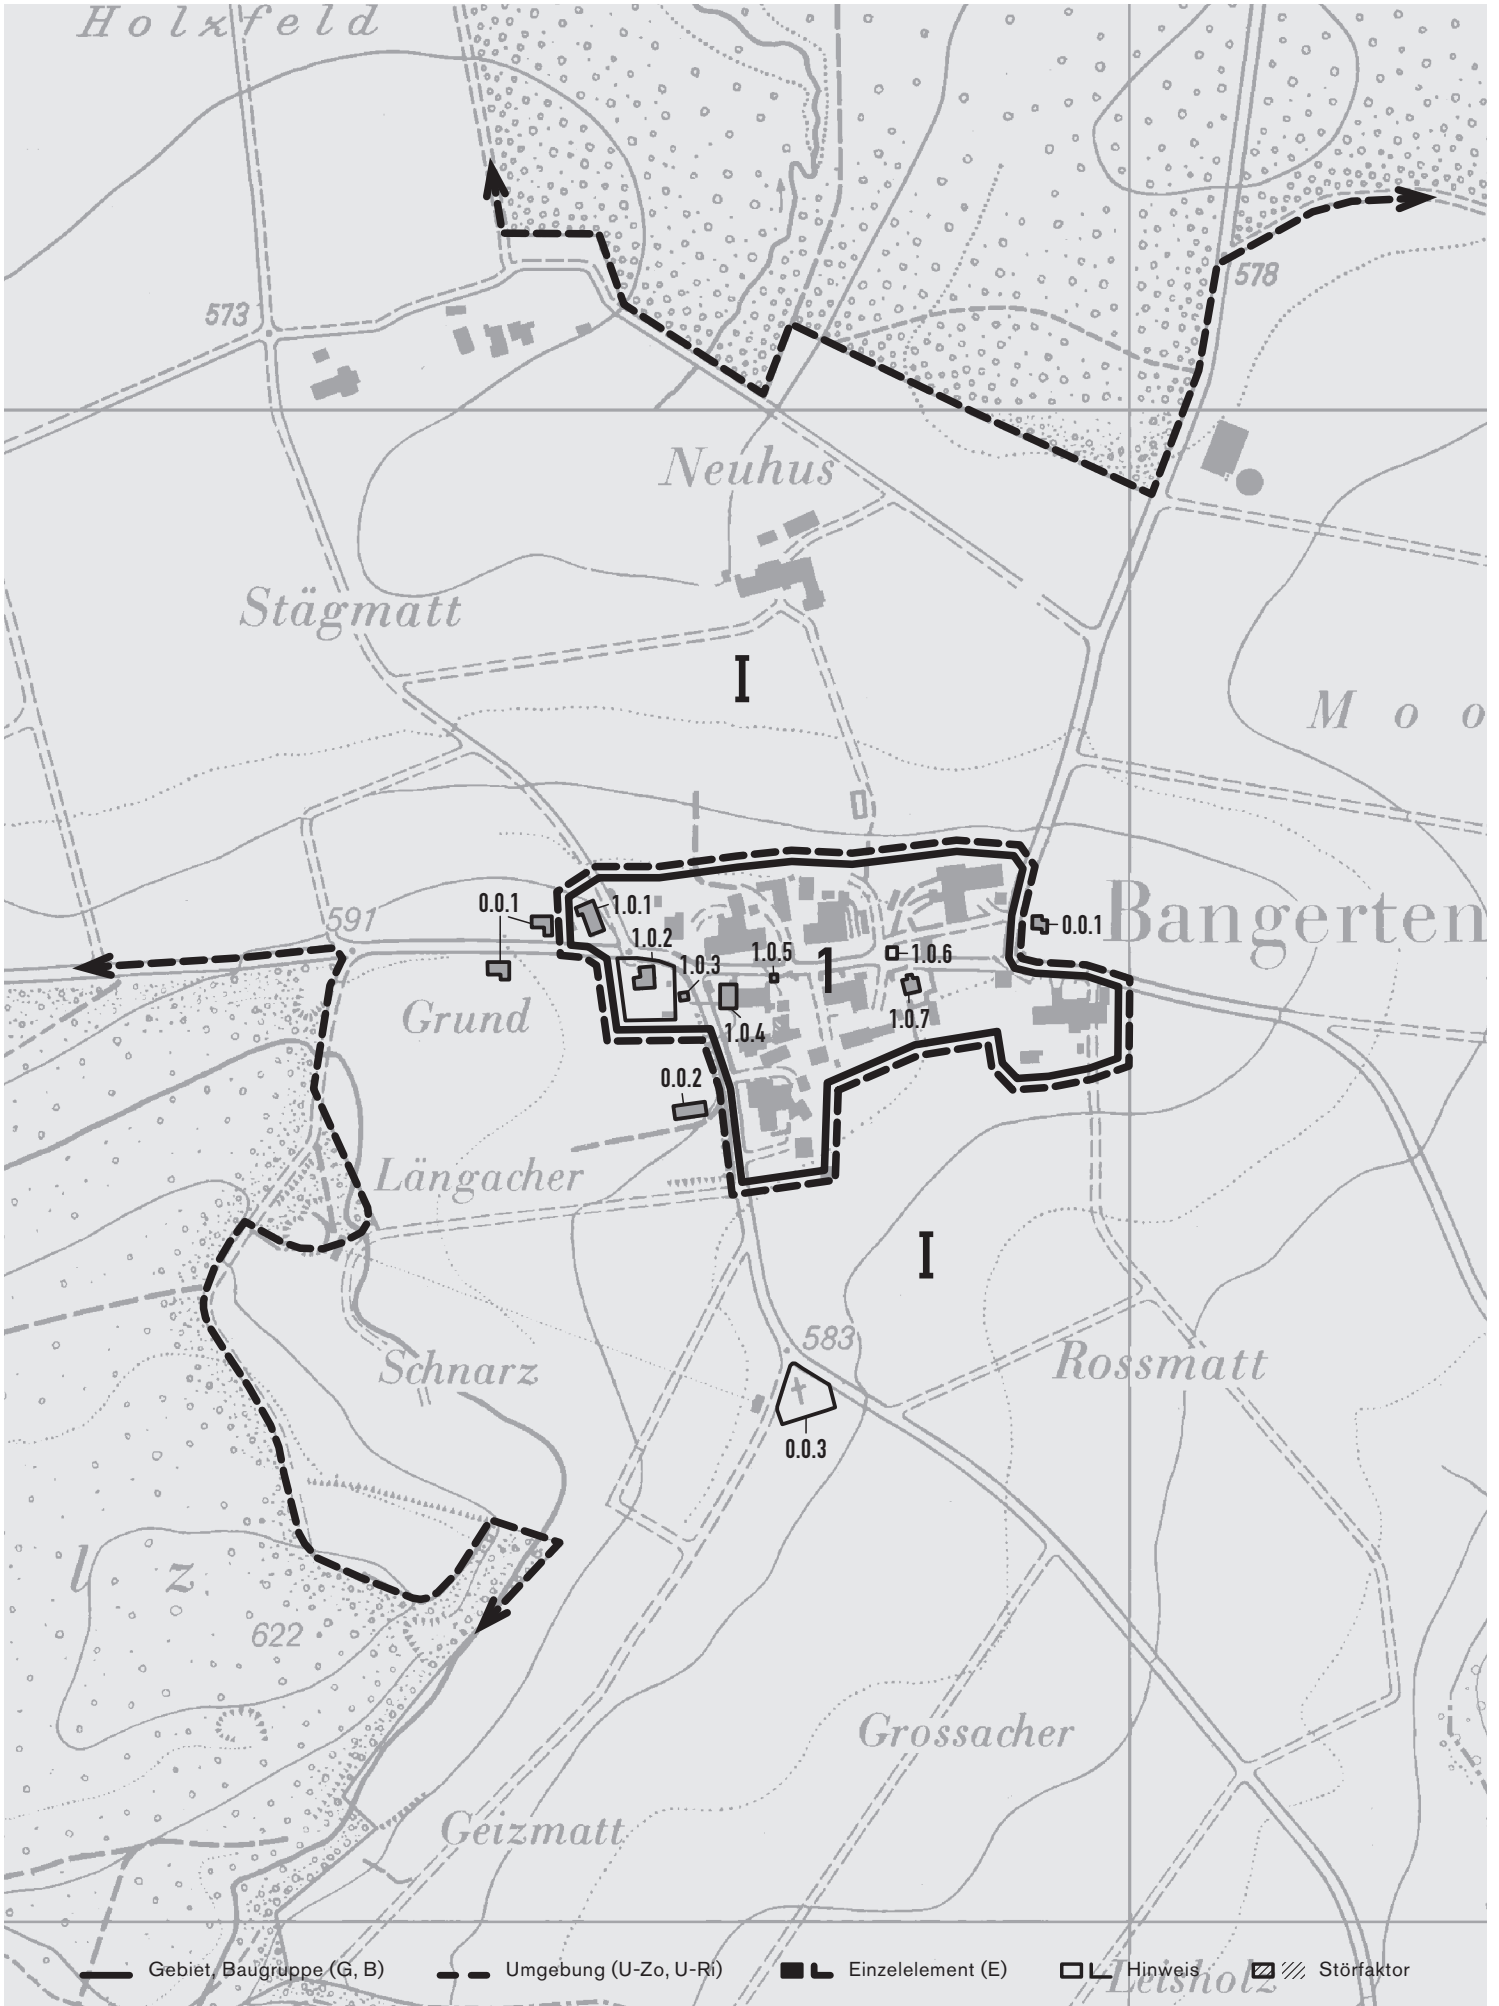 Holzfeld
573
578
Neuhus
Stägmatt
I
Moo
591
0.0.1
1.0.1
1.0.2
1.0.3
1.0.5
1
1.0.6
0.0.1
Bangerten
Grund
1.0.4
1.0.7
0.0.2
Längacher
I
583
Schnarz
Rossmatt
0.0.3
l z
622
Grossacher
Geizmatt
Leisholz
Gebiet, Baugruppe (G, B) Umgebung (U-Zo, U-Ri) Einzelelement (E) Hinweis Störfaktor